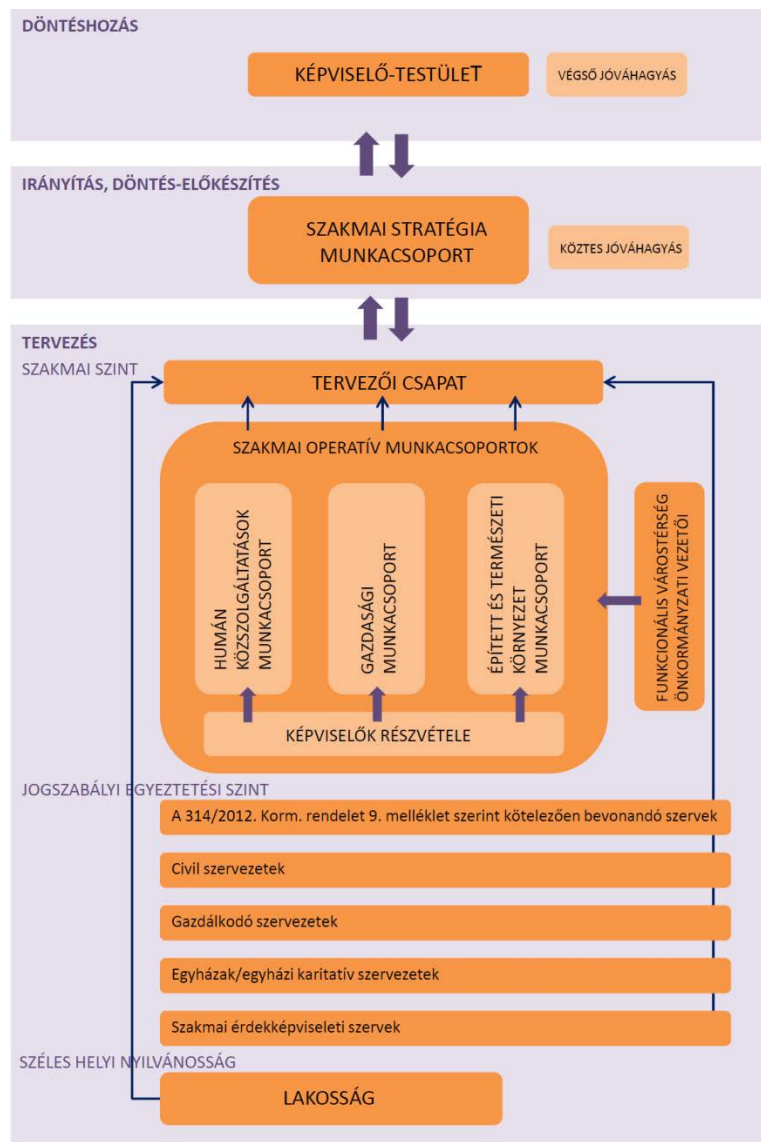 DÖNTÉSHOZÁS
KÉPVISELŐ-TESTÜLET
VÉGSŐ JÓVÁHAGYÁS
IRÁNYÍTÁS, DÖNTÉS-ELŐKÉSZÍTÉS
SZAKMAI STRATÉGIA
MUNKACSOPORT
KÖZTES JÓVÁHAGYÁS
TERVEZÉS
SZAKMAI SZINT
TERVEZŐI CSAPAT
SZAKMAI OPERATÍV MUNKACSOPORTOK
HUMÁN
KÖZSZOLGÁLTATÁSOK
MUNKACSOPORT
GAZDASÁGI
MUNKACSOPORT
ÉPÍTETT ÉS TERMÉSZETI
KÖRNYEZET
MUNKACSOPORT
FUNKCIONÁLIS VÁROSTÉRSÉG
ÖNKORMÁNYZATI VEZETŐI
KÉPVISELŐK RÉSZVÉTELE
JOGSZABÁLYI EGYEZTETÉSI SZINT
A 314/2012. Korm. rendelet 9. melléklet szerint kötelezően bevonandó szervek
Civil szervezetek
Gazdálkodó szervezetek
Egyházak/egyházi karitatív szervezetek
Szakmai érdekképviseleti szervek
SZÉLES HELYI NYILVÁNOSSÁG
LAKOSSÁG